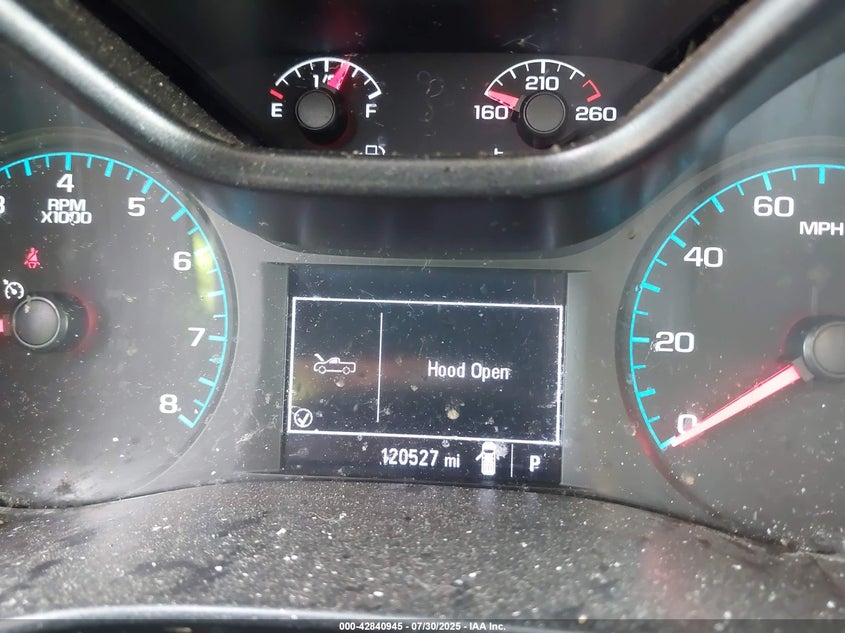 1/2
E F
210
160 260
3 4 5 6 7 8
RPM
X1000
0 20 40 60
MPH
Hood Open
120527 mi P
000-42840945 - 07/30/2025 - IAA Inc.